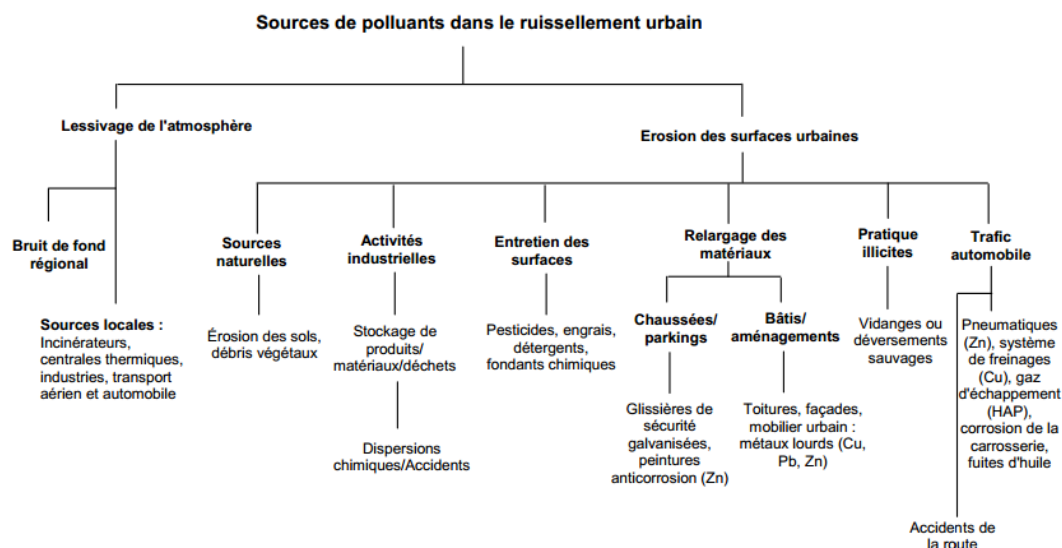 Sources de polluants dans le ruissellement urbain
Lessivage de l'atmosphère
Erosion des surfaces urbaines
Bruit de fond
régional
Sources locales :
Incinérateurs,
centrales thermiques,
industries, transport
aérien et automobile
Sources
naturelles
Érosion des sols,
débris végétaux
Activités
industrielles
Stockage de
produits/
matériaux/déchets
Dispersions
chimiques/Accidents
Entretien des
surfaces
Pesticides, engrais,
détergents,
fondants chimiques
Relargage des
matériaux
Chaussées/
parkings
Glissières de
sécurité
galvanisées,
peintures
anticorrosion (Zn)
Bâtis/
aménagements
Toitures, façades,
mobilier urbain :
métaux lourds (Cu,
Pb, Zn)
Pratique
illicites
Vidanges ou
déversements
sauvages
Trafic
automobile
Pneumatiques
(Zn), système
de freinages
(Cu), gaz
d'échappement
(HAP),
corrosion de la
carrosserie,
fuites d'huile
Accidents de
la route